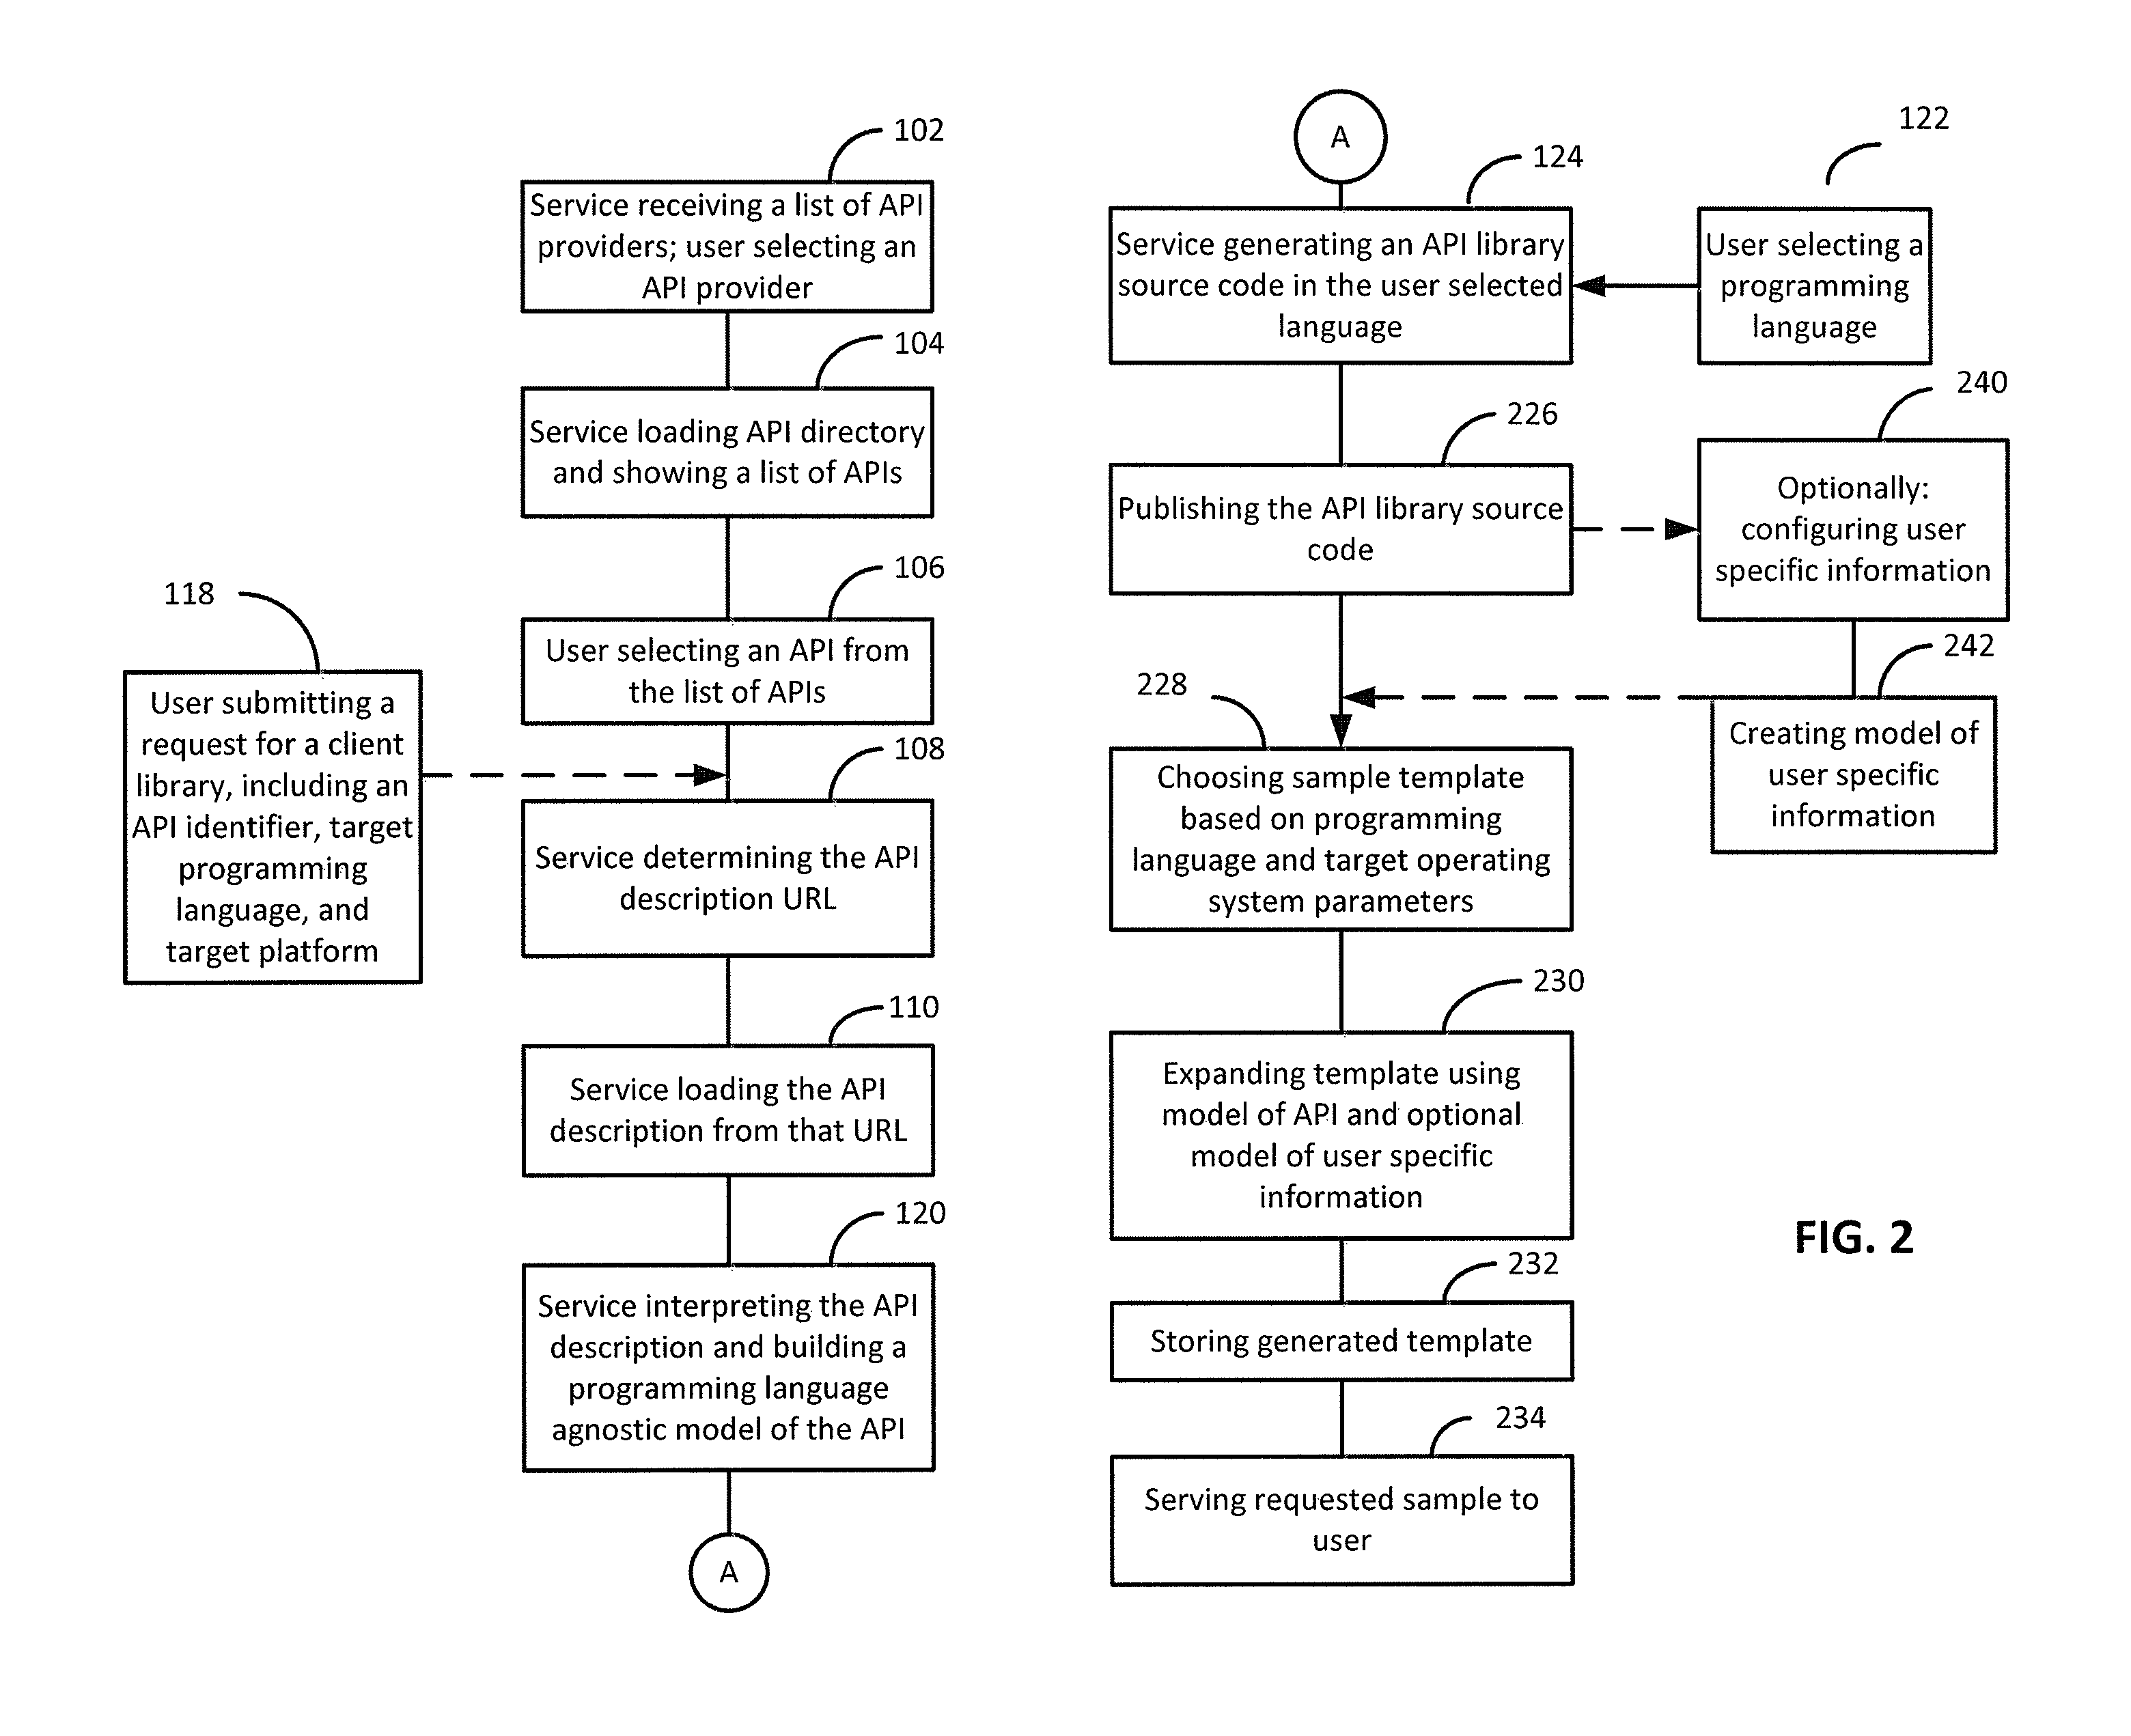 102
Service receiving a list of API
providers; user selecting an
API provider
104
Service loading API directory
and showing a list of APIs
106
User selecting an API from
the list of APIs
118
User submitting a
request for a client
library, including an
API identifier, target
programming
language, and
target platform
108
Service determining the API
description URL
110
Service loading the API
description from that URL
120
Service interpreting the API
description and building a
programming language
agnostic model of the API
A
A
124
Service generating an API library
source code in the user selected
language
122
User selecting a
programming
language
226
Publishing the API library source
code
240
Optionally:
configuring user
specific information
242
Creating model of
user specific
information
228
Choosing sample template
based on programming
language and target operating
system parameters
230
Expanding template using
model of API and optional
model of user specific
information
232
Storing generated template
234
Serving requested sample to
user
FIG. 2